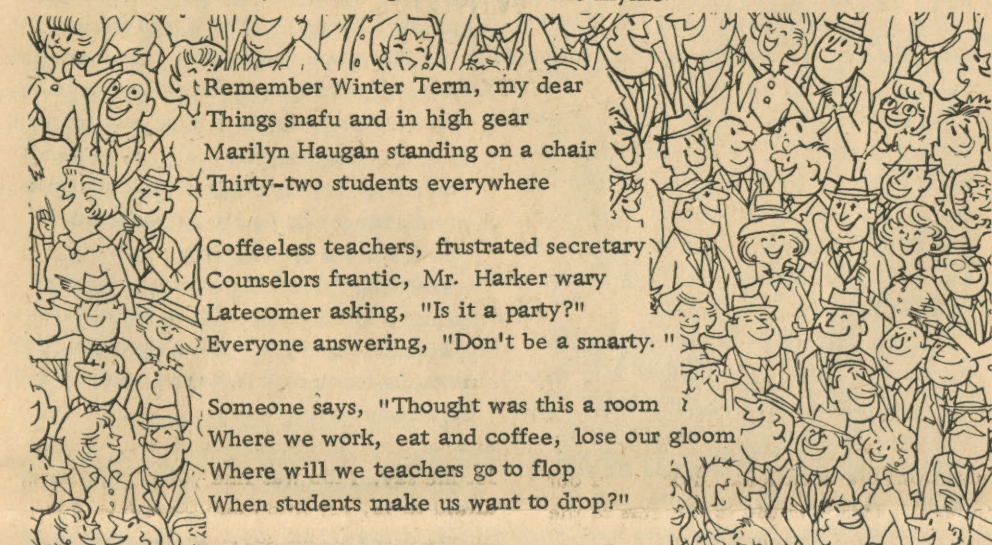 Remember Winter Term, my dear
Things snafu and in high gear
Marilyn Haugan standing on a chair
Thirty-two students everywhere

Coffeeless teachers, frustrated secretary
Counselors frantic, Mr. Harker wary
Latecomer asking, "Is it a party?"
Everyone answering, "Don't be a smarty. "

Someone says, "Thought was this a room
Where we work, eat and coffee, lose our gloom
Where will we teachers go to flop
When students make us want to drop?"